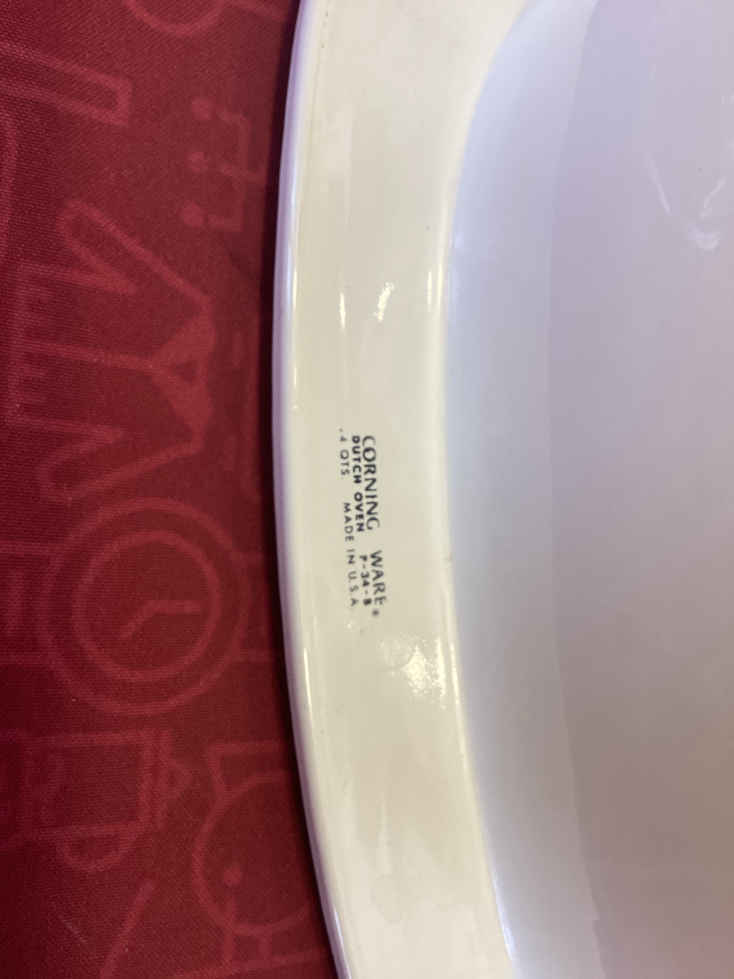 CORNING WARE®
DUTCH OVEN P-34-B
4 QTS. MADE IN U.S.A.